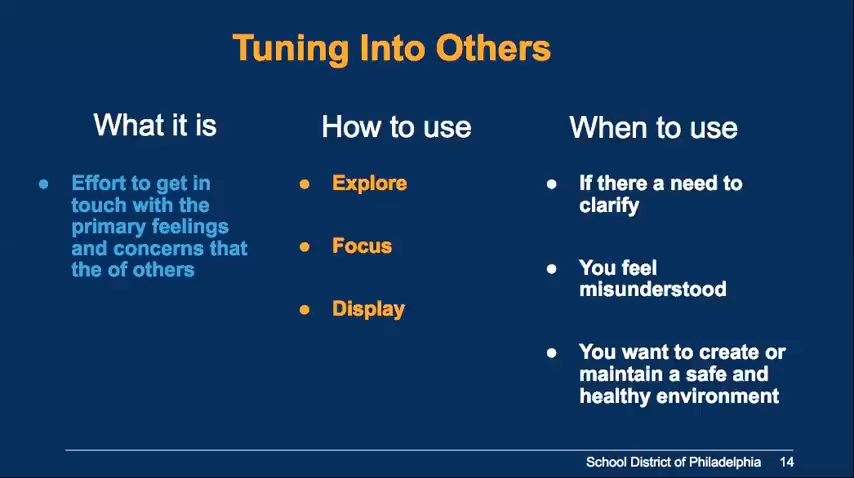 Tuning Into Others
What it is
● Effort to get in
touch with the
primary feelings
and concerns that
the of others
How to use
● Explore
● Focus
● Display
When to use
● If there a need to
clarify
● You feel
misunderstood
● You want to create or
maintain a safe and
healthy environment
School District of Philadelphia 14